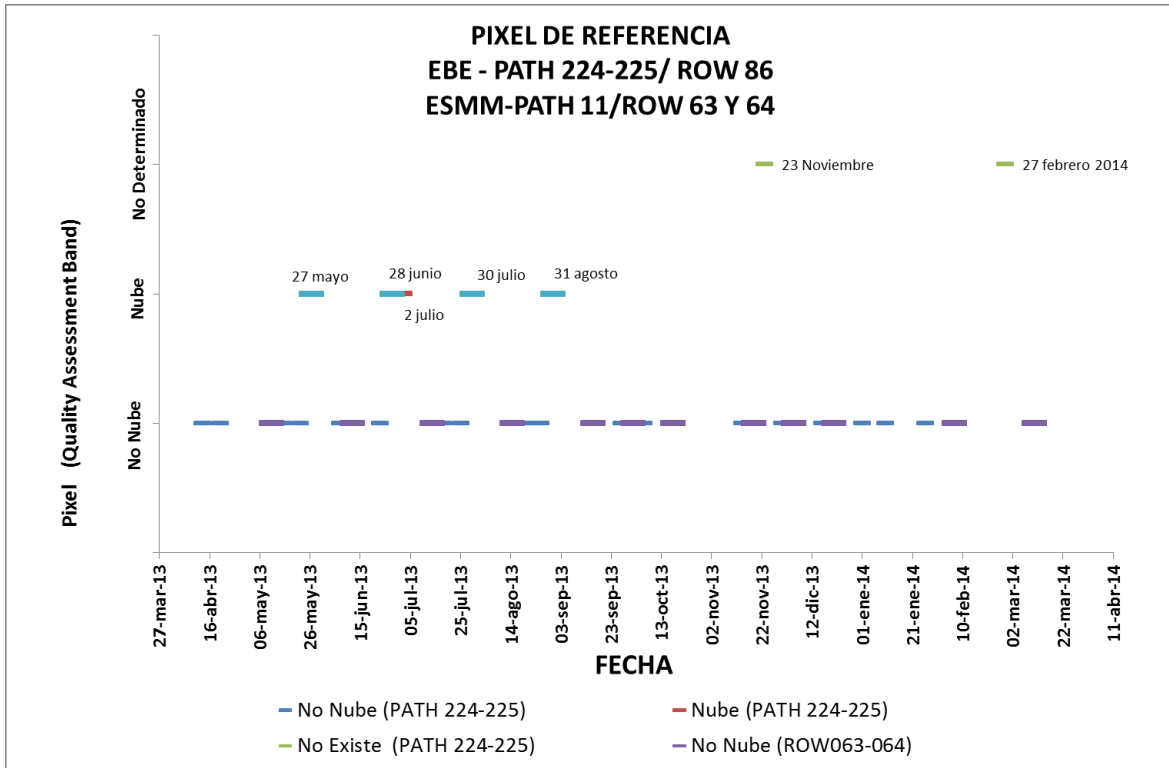 PIXEL DE REFERENCIA
EBE - PATH 224-225/ ROW 86
ESMM-PATH 11/ROW 63 Y 64
Pixel (Quality Assessment Band)
No Determinado
Nube
No Nube
23 Noviembre
27 febrero 2014
27 mayo
28 junio
30 julio
31 agosto
2 julio
27-mar-13
16-abr-13
06-may-13
26-may-13
15-jun-13
05-jul-13
25-jul-13
14-ago-13
03-sep-13
23-sep-13
13-oct-13
02-nov-13
22-nov-13
12-dic-13
01-ene-14
21-ene-14
10-feb-14
02-mar-14
22-mar-14
11-abr-14
FECHA
No Nube (PATH 224-225)
Nube (PATH 224-225)
No Existe (PATH 224-225)
No Nube (ROW063-064)